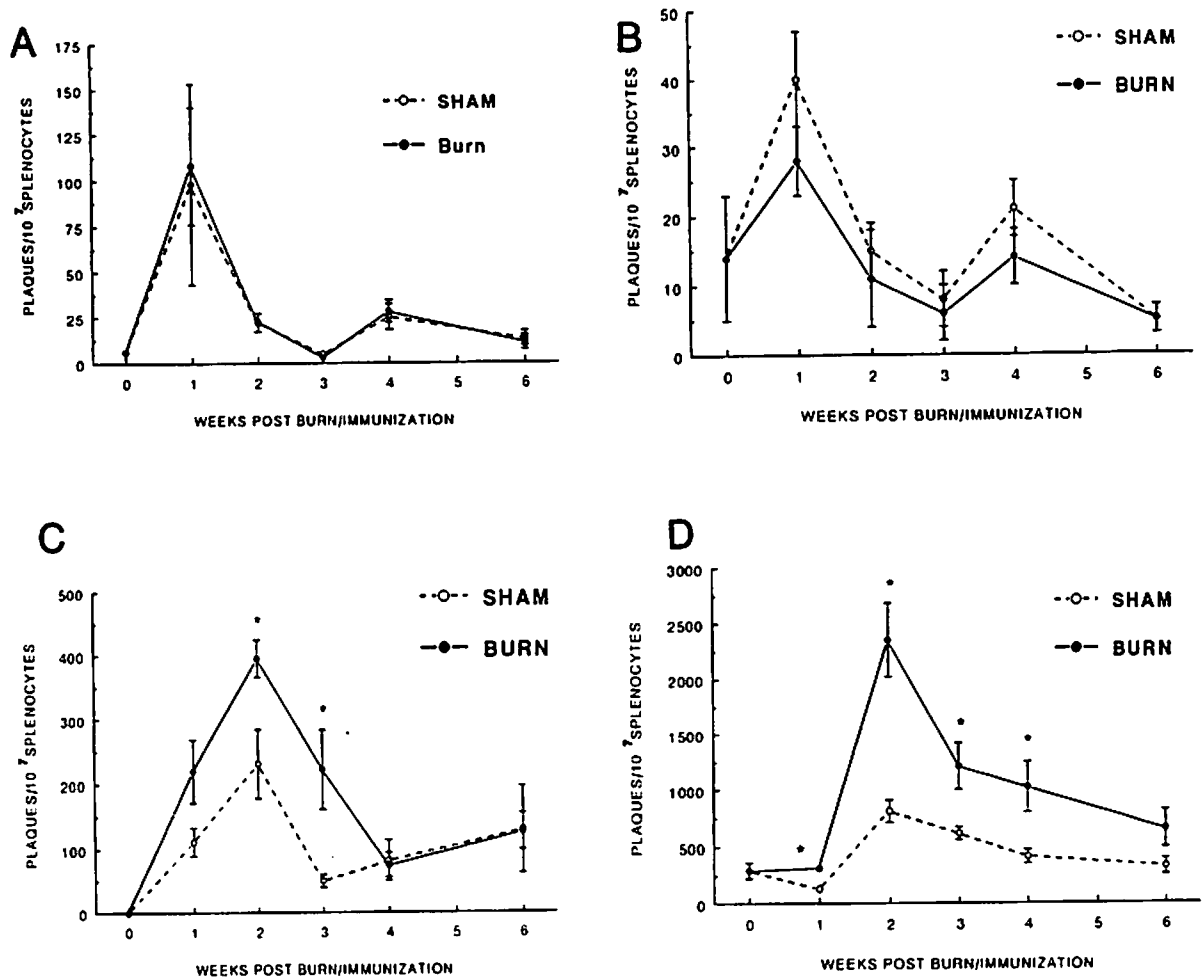 A
175
150
125
100
75
50
25
0
PLAQUES/10 7 SPLENOCYTES
SHAM
Burn
0 1 2 3 4 5 6
WEEKS POST BURN/IMMUNIZATION
B
50
40
30
20
10
0
PLAQUES/10 7 SPLENOCYTES
SHAM
BURN
0 1 2 3 4 5 6
WEEKS POST BURN/IMMUNIZATION
C
500
400
300
200
100
0
PLAQUES/10 7 SPLENOCYTES
SHAM
BURN
* *
0 1 2 3 4 5 6
WEEKS POST BURN/IMMUNIZATION
D
3000
2500
2000
1500
1000
500
0
PLAQUES/10 7 SPLENOCYTES
SHAM
BURN
* * * *
0 1 2 3 4 5 6
WEEKS POST BURN/IMMUNIZATION